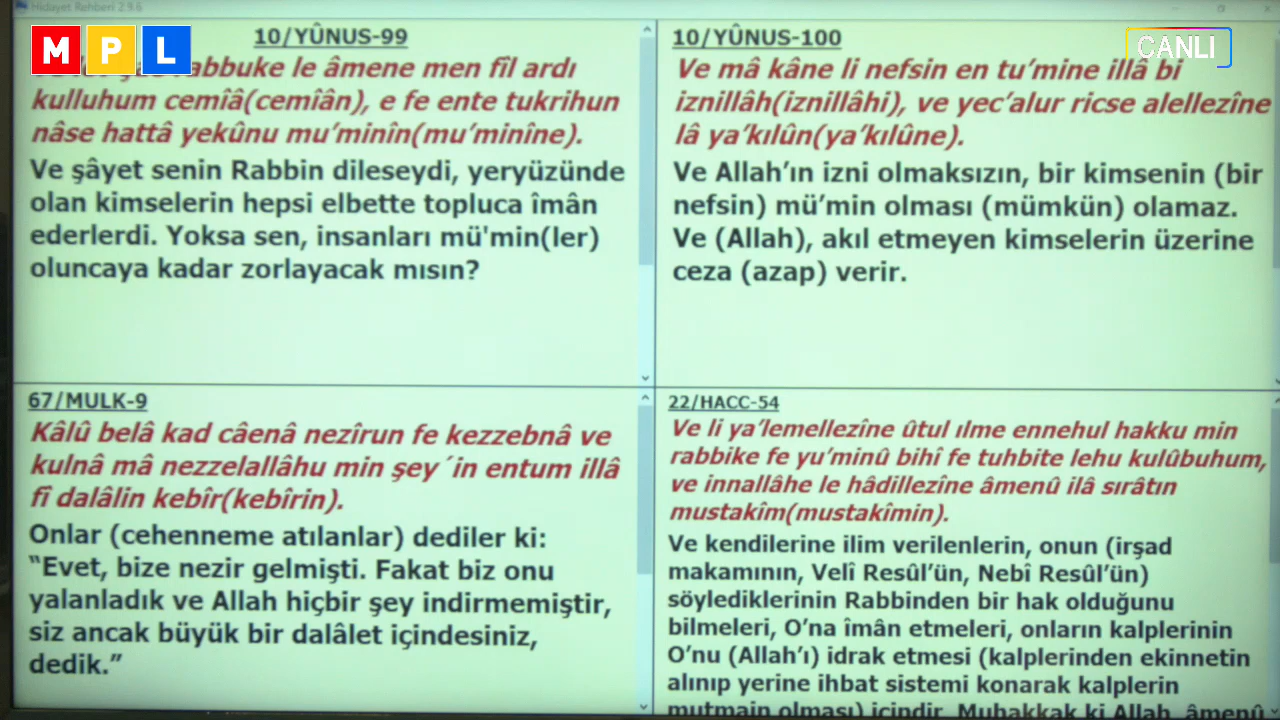 Hidayet Rehberi 2.9.6
MPL
CANLI
10/YÛNUS-99
rabbuke le âmene men fîl ardı
kulluhum cemîâ(cemîân), e fe ente tukrihun
nâse hattâ yekûnu mu’minîn(mu’minîne).
Ve şâyet senin Rabbin dileseydi, yeryüzünde
olan kimselerin hepsi elbette topluca îmân
ederlerdi. Yoksa sen, insanları mü'min(ler)
oluncaya kadar zorlayacak mısın?
10/YÛNUS-100
Ve mâ kâne li nefsin en tu’mine illâ bi
iznillâh(iznillâhi), ve yec’alur ricse alellezîne
lâ ya’kılûn(ya’kılûne).
Ve Allah’ın izni olmaksızın, bir kimsenin (bir
nefsin) mü’min olması (mümkün) olamaz.
Ve (Allah), akıl etmeyen kimselerin üzerine
ceza (azap) verir.
67/MULK-9
Kâlû belâ kad câenâ nezîrun fe kezzebnâ ve
kulnâ mâ nezzelallâhu min şey´in entum illâ
fî dalâlin kebîr(kebîrin).
Onlar (cehenneme atılanlar) dediler ki:
“Evet, bize nezir gelmişti. Fakat biz onu
yalanladık ve Allah hiçbir şey indirmemiştir,
siz ancak büyük bir dalâlet içindesiniz,
dedik.”
22/HACC-54
Ve li ya’lemellezîne ûtul ılme ennehul hakku min
rabbike fe yu’minû bihî fe tuhbite lehu kulûbuhum,
ve innallâhe le hâdillezîne âmenû ilâ sırâtın
mustakîm(mustakîmin).
Ve kendilerine ilim verilenlerin, onun (irşad
makamının, Velî Resûl’ün, Nebî Resûl’ün)
söylediklerinin Rabbinden bir hak olduğunu
bilmeleri, O’na îmân etmeleri, onların kalplerinin
O’nu (Allah’ı) idrak etmesi (kalplerinden ekinnetin
alınıp yerine ihbat sistemi konarak kalplerin
mutmain olması) içindir. Muhakkak ki Allah, âmenû